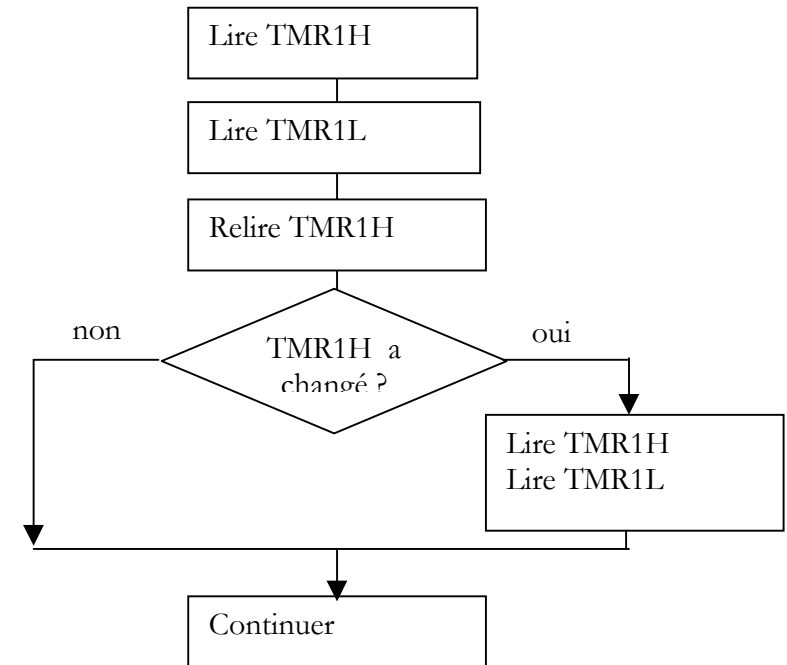 Lire TMR1H
Lire TMR1L
Relire TMR1H
non
oui
TMR1H a
changé ?
Lire TMR1H
Lire TMR1L
Continuer